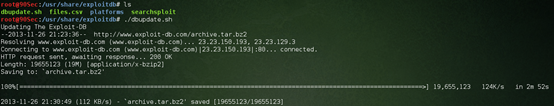 root@90Sec:/usr/share/exploitdb# ls
dbupdate.sh files.csv platforms searchsploit
root@90Sec:/usr/share/exploitdb# ./dbupdate.sh
Updating The Exploit-DB
--2013-11-26 21:23:36-- http://www.exploit-db.com/archive.tar.bz2
Resolving www.exploit-db.com (www.exploit-db.com)... 23.23.150.193, 23.23.129.3
Connecting to www.exploit-db.com (www.exploit-db.com)|23.23.150.193|:80... connected.
HTTP request sent, awaiting response... 200 OK
Length: 19655123 (19M) [application/x-bzip2]
Saving to: `archive.tar.bz2'
100%[======================================================================================>] 19,655,123 124K/s in 2m 52s
2013-11-26 21:30:49 (112 KB/s) - `archive.tar.bz2' saved [19655123/19655123]